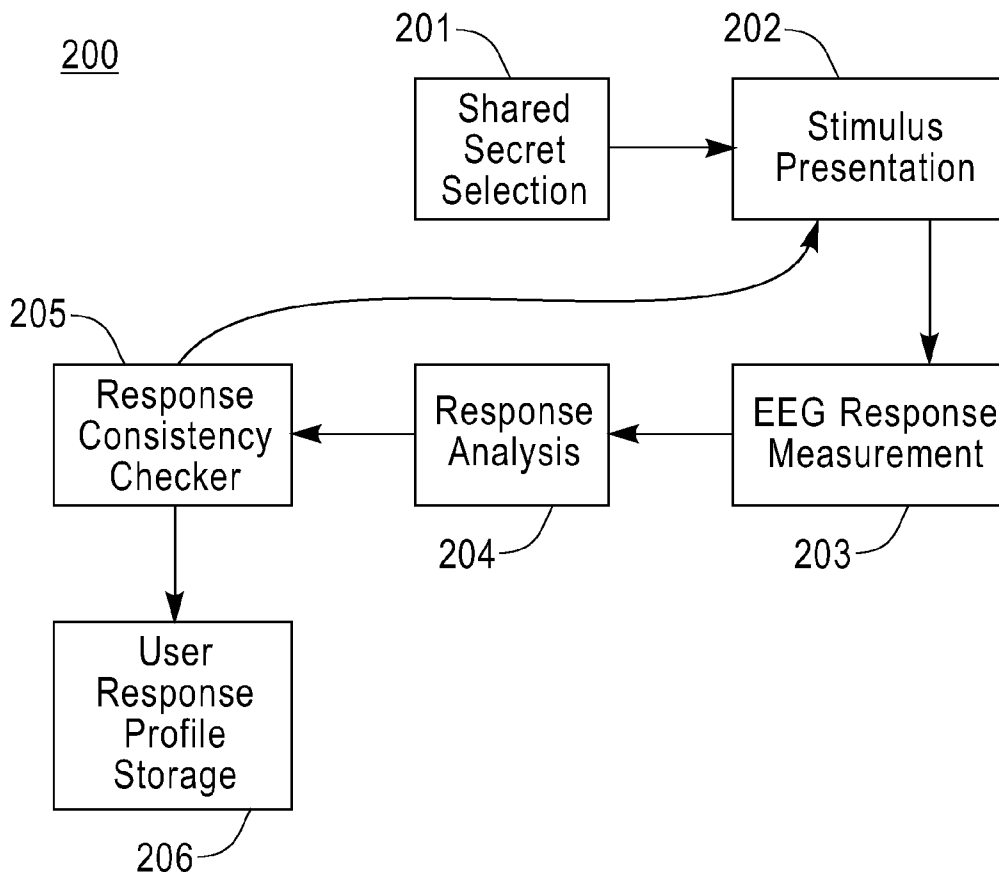 200
201
202
Shared
Secret
Selection
Stimulus
Presentation
205
Response
Consistency
Checker
Response
Analysis
EEG Response
Measurement
204
203
User
Response
Profile
Storage
206